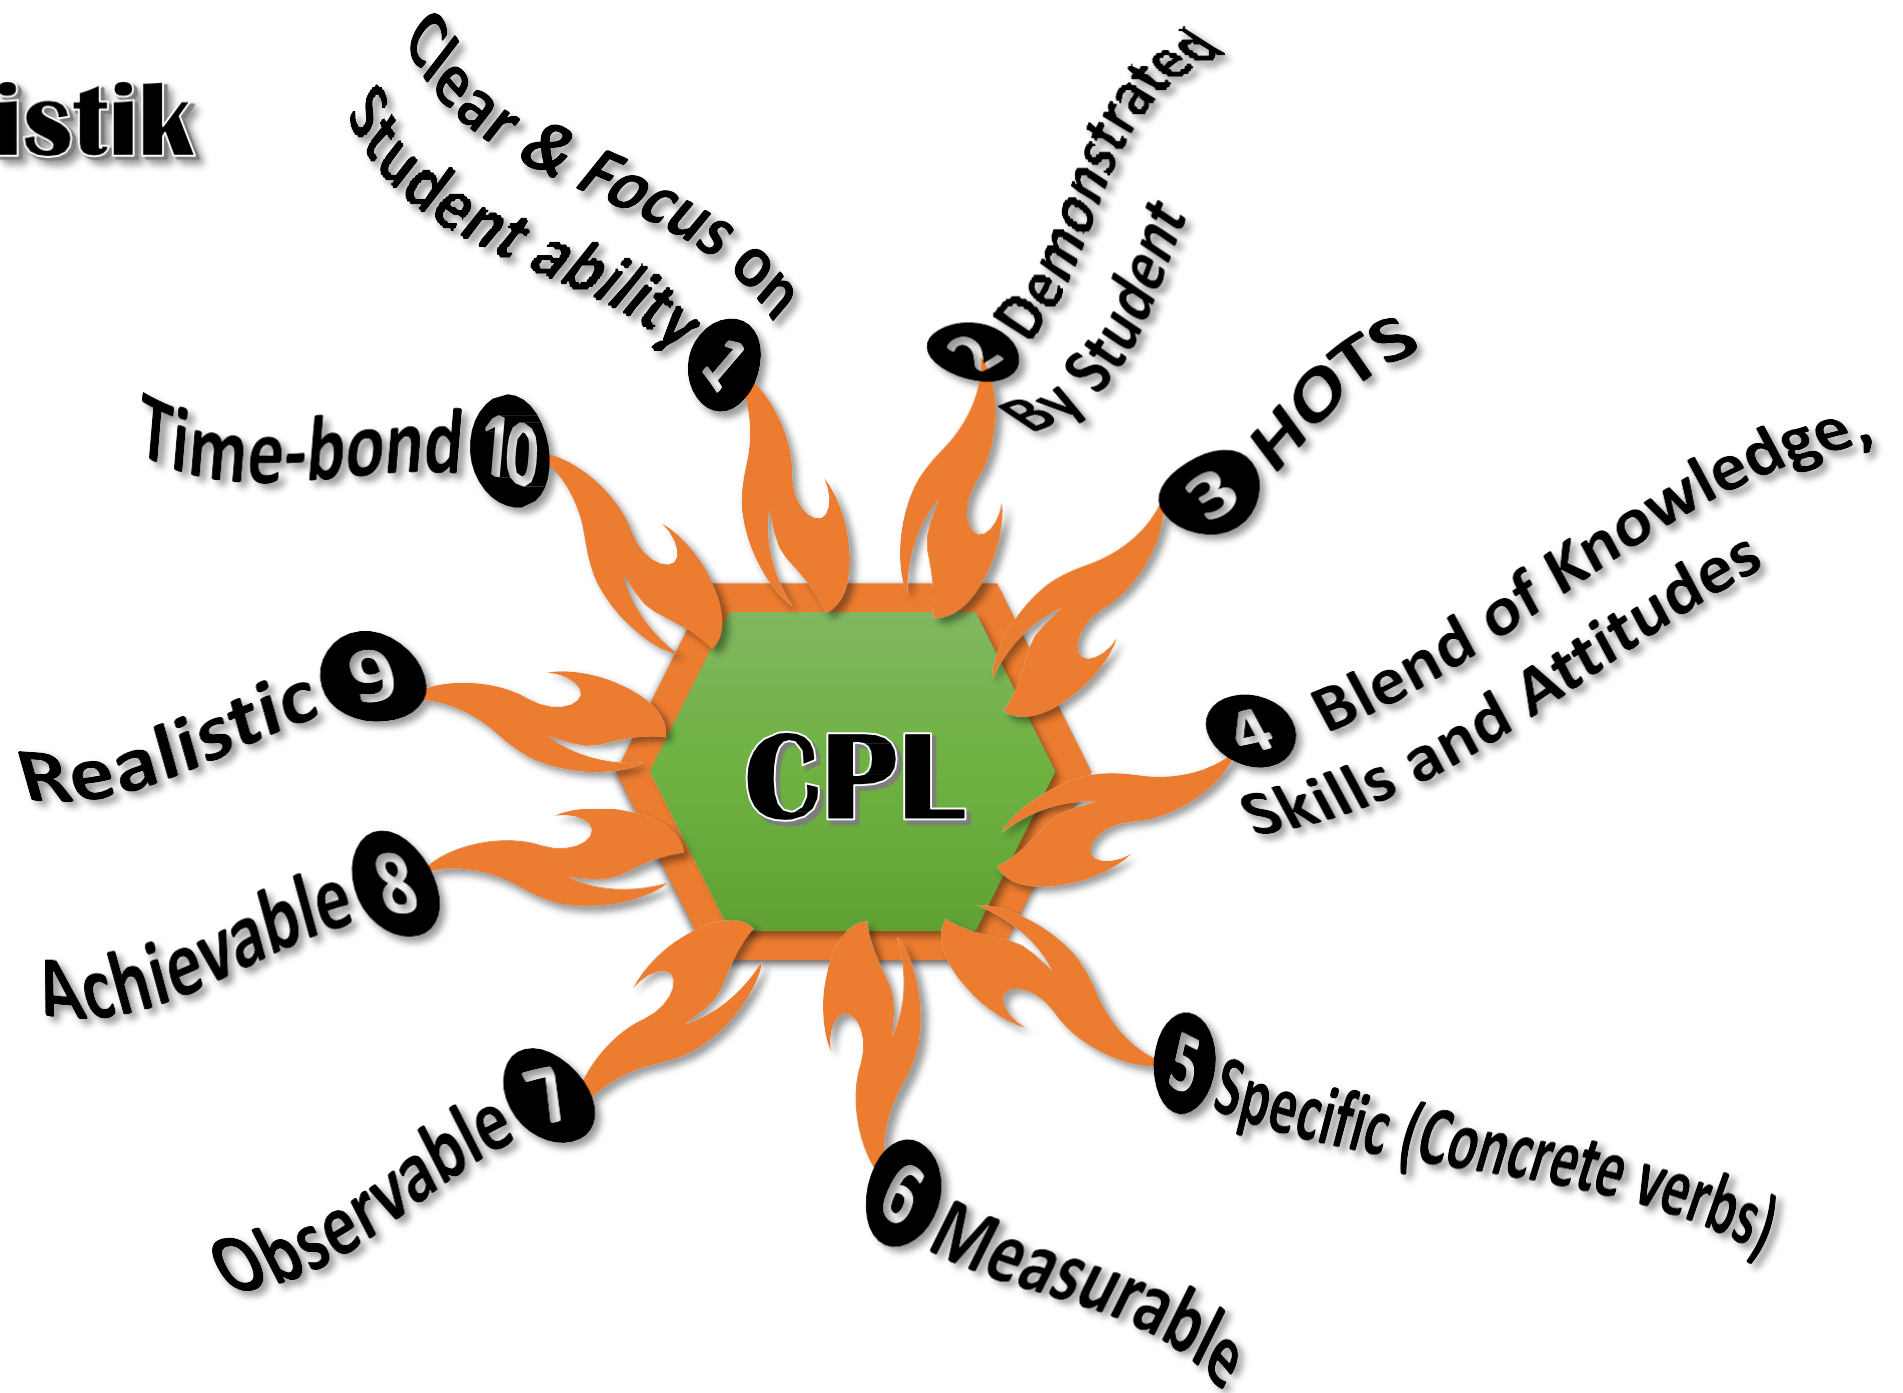 istik
1 Clear & Focus on
Student ability
2 Demonstrated
By Student
3 HOTS
4 Blend of Knowledge,
Skills and Attitudes
5 Specific (Concrete verbs)
6 Measurable
7 Observable
8 Achievable
9 Realistic
10 Time-bond
CPL